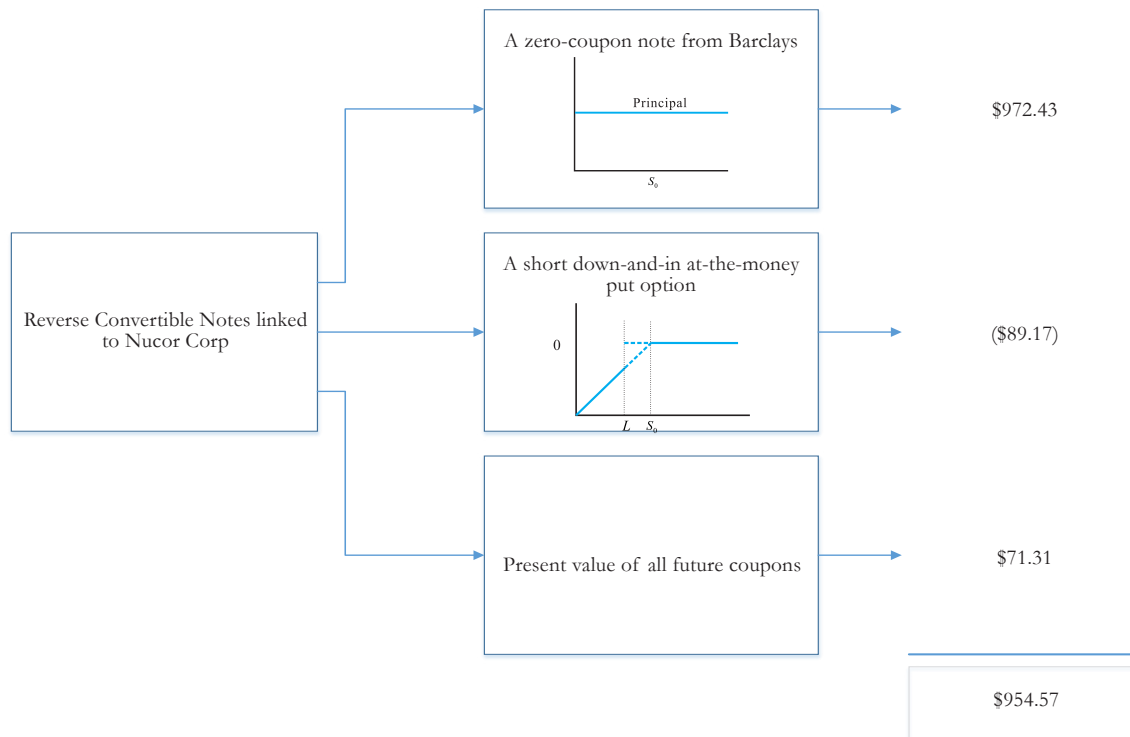 A zero-coupon note from Barclays
Principal
S₀
$972.43
Reverse Convertible Notes linked
to Nucor Corp
A short down-and-in at-the-money
put option
0
L S₀
($89.17)
Present value of all future coupons
$71.31
$954.57